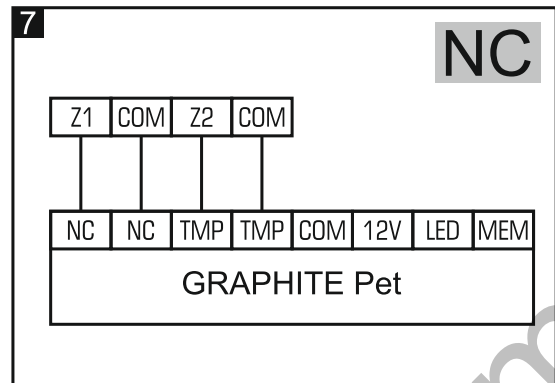 7
NC
Z1 COM Z2 COM
NC NC TMP TMP COM 12V LED MEM
GRAPHITE Pet